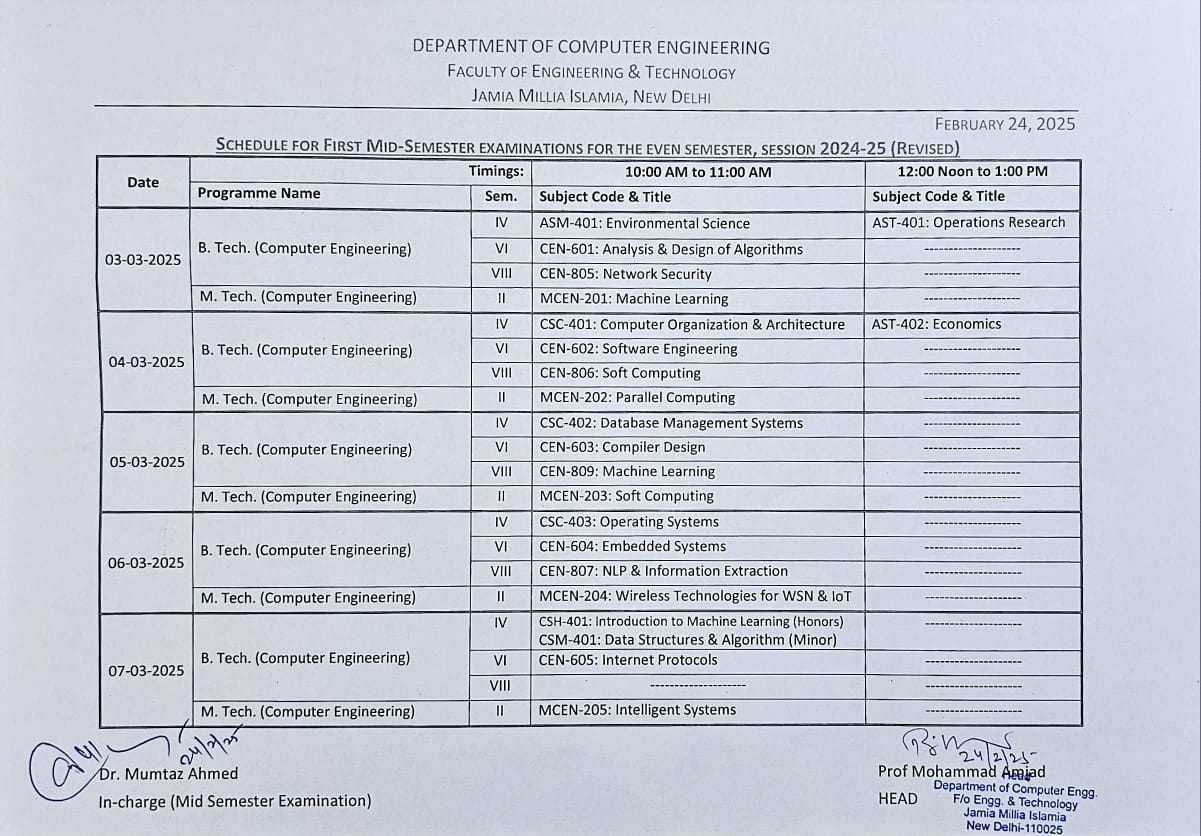 DEPARTMENT OF COMPUTER ENGINEERING
FACULTY OF ENGINEERING & TECHNOLOGY
JAMIA MILLIA ISLAMIA, NEW DELHI
FEBRUARY 24, 2025
SCHEDULE FOR FIRST MID-SEMESTER EXAMINATIONS FOR THE EVEN SEMESTER, SESSION 2024-25 (REVISED)
Date Timings: 10:00 AM to 11:00 AM 12:00 Noon to 1:00 PM
Programme Name Sem. Subject Code & Title Subject Code & Title
03-03-2025 B. Tech. (Computer Engineering) IV ASM-401: Environmental Science AST-401: Operations Research
VI CEN-601: Analysis & Design of Algorithms --------------------
VIII CEN-805: Network Security --------------------
M. Tech. (Computer Engineering) II MCEN-201: Machine Learning --------------------
04-03-2025 B. Tech. (Computer Engineering) IV CSC-401: Computer Organization & Architecture AST-402: Economics
VI CEN-602: Software Engineering --------------------
VIII CEN-806: Soft Computing --------------------
M. Tech. (Computer Engineering) II MCEN-202: Parallel Computing --------------------
05-03-2025 B. Tech. (Computer Engineering) IV CSC-402: Database Management Systems --------------------
VI CEN-603: Compiler Design --------------------
VIII CEN-809: Machine Learning --------------------
M. Tech. (Computer Engineering) II MCEN-203: Soft Computing --------------------
06-03-2025 B. Tech. (Computer Engineering) IV CSC-403: Operating Systems --------------------
VI CEN-604: Embedded Systems --------------------
VIII CEN-807: NLP & Information Extraction --------------------
M. Tech. (Computer Engineering) II MCEN-204: Wireless Technologies for WSN & IoT --------------------
07-03-2025 B. Tech. (Computer Engineering) IV CSH-401: Introduction to Machine Learning (Honors) --------------------
CSM-401: Data Structures & Algorithm (Minor)
VI CEN-605: Internet Protocols --------------------
VIII -------------------- --------------------
M. Tech. (Computer Engineering) II MCEN-205: Intelligent Systems --------------------
24/2/25
Dr. Mumtaz Ahmed
In-charge (Mid Semester Examination)
24/2/25
Prof Mohammad Amjad
HEAD
Head
Department of Computer Engg.
F/o Engg. & Technology
Jamia Millia Islamia
New Delhi-110025